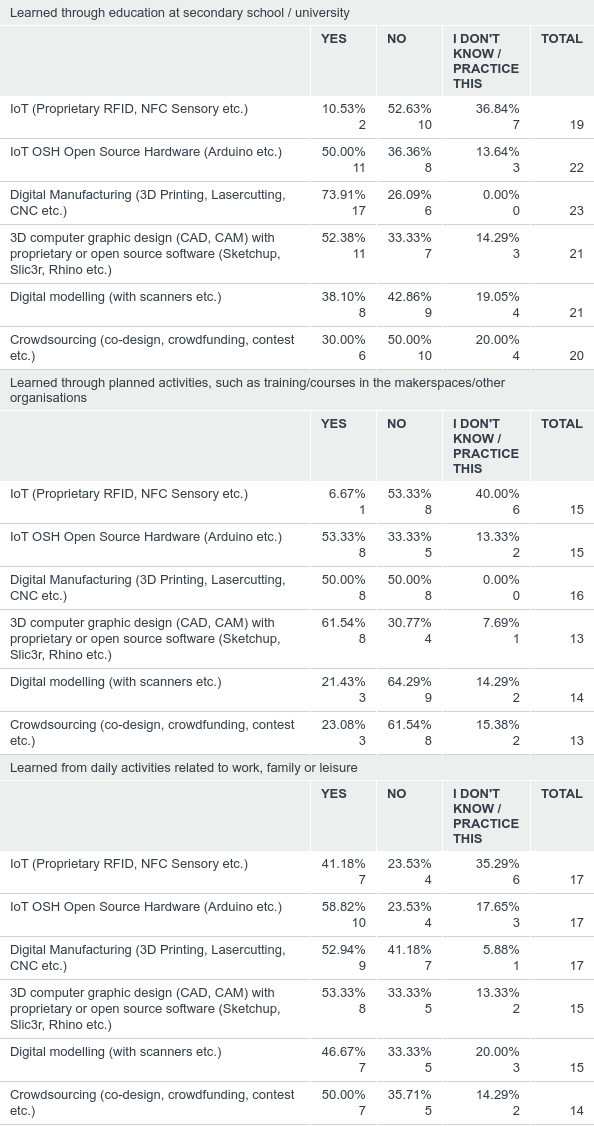 Learned through education at secondary school / university
YES NO I DON'T KNOW / PRACTICE THIS TOTAL
IoT (Proprietary RFID, NFC Sensory etc.) 10.53% 52.63% 36.84%
2 10 7 19
IoT OSH Open Source Hardware (Arduino etc.) 50.00% 36.36% 13.64%
11 8 3 22
Digital Manufacturing (3D Printing, Lasercutting, 73.91% 26.09% 0.00%
CNC etc.) 17 6 0 23
3D computer graphic design (CAD, CAM) with 52.38% 33.33% 14.29%
proprietary or open source software (Sketchup, 11 7 3 21
Slic3r, Rhino etc.)
Digital modelling (with scanners etc.) 38.10% 42.86% 19.05%
8 9 4 21
Crowdsourcing (co-design, crowdfunding, contest 30.00% 50.00% 20.00%
etc.) 6 10 4 20
Learned through planned activities, such as training/courses in the makerspaces/other
organisations
YES NO I DON'T KNOW / PRACTICE THIS TOTAL
IoT (Proprietary RFID, NFC Sensory etc.) 6.67% 53.33% 40.00%
1 8 6 15
IoT OSH Open Source Hardware (Arduino etc.) 53.33% 33.33% 13.33%
8 5 2 15
Digital Manufacturing (3D Printing, Lasercutting, 50.00% 50.00% 0.00%
CNC etc.) 8 8 0 16
3D computer graphic design (CAD, CAM) with 61.54% 30.77% 7.69%
proprietary or open source software (Sketchup, 8 4 1 13
Slic3r, Rhino etc.)
Digital modelling (with scanners etc.) 21.43% 64.29% 14.29%
3 9 2 14
Crowdsourcing (co-design, crowdfunding, contest 23.08% 61.54% 15.38%
etc.) 3 8 2 13
Learned from daily activities related to work, family or leisure
YES NO I DON'T KNOW / PRACTICE THIS TOTAL
IoT (Proprietary RFID, NFC Sensory etc.) 41.18% 23.53% 35.29%
7 4 6 17
IoT OSH Open Source Hardware (Arduino etc.) 58.82% 23.53% 17.65%
10 4 3 17
Digital Manufacturing (3D Printing, Lasercutting, 52.94% 41.18% 5.88%
CNC etc.) 9 7 1 17
3D computer graphic design (CAD, CAM) with 53.33% 33.33% 13.33%
proprietary or open source software (Sketchup, 8 5 2 15
Slic3r, Rhino etc.)
Digital modelling (with scanners etc.) 46.67% 33.33% 20.00%
7 5 3 15
Crowdsourcing (co-design, crowdfunding, contest 50.00% 35.71% 14.29%
etc.) 7 5 2 14